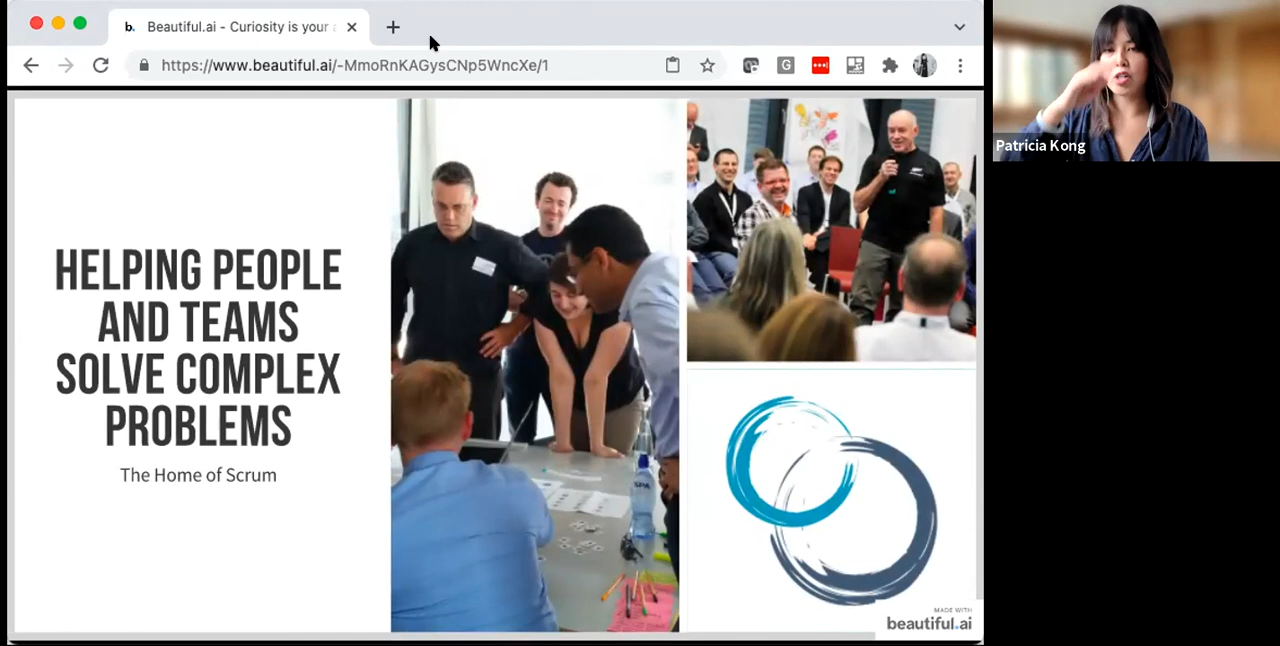 b. Beautiful.ai - Curiosity is your a
https://www.beautiful.ai/-MmoRnKAGysCNp5WncXe/1
G
Patricia Kong
HELPING PEOPLE
AND TEAMS
SOLVE COMPLEX
PROBLEMS
The Home of Scrum
SPA
MADE WITH
beautiful.ai